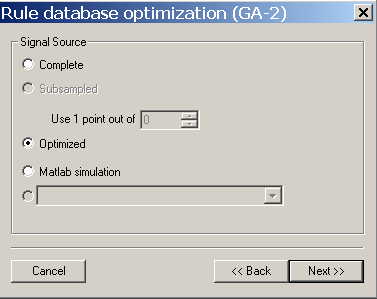 Rule database optimization (GA-2)
Signal Source
Complete
Subsampled
Use 1 point out of 0
Optimized
Matlab simulation
Cancel << Back Next >>